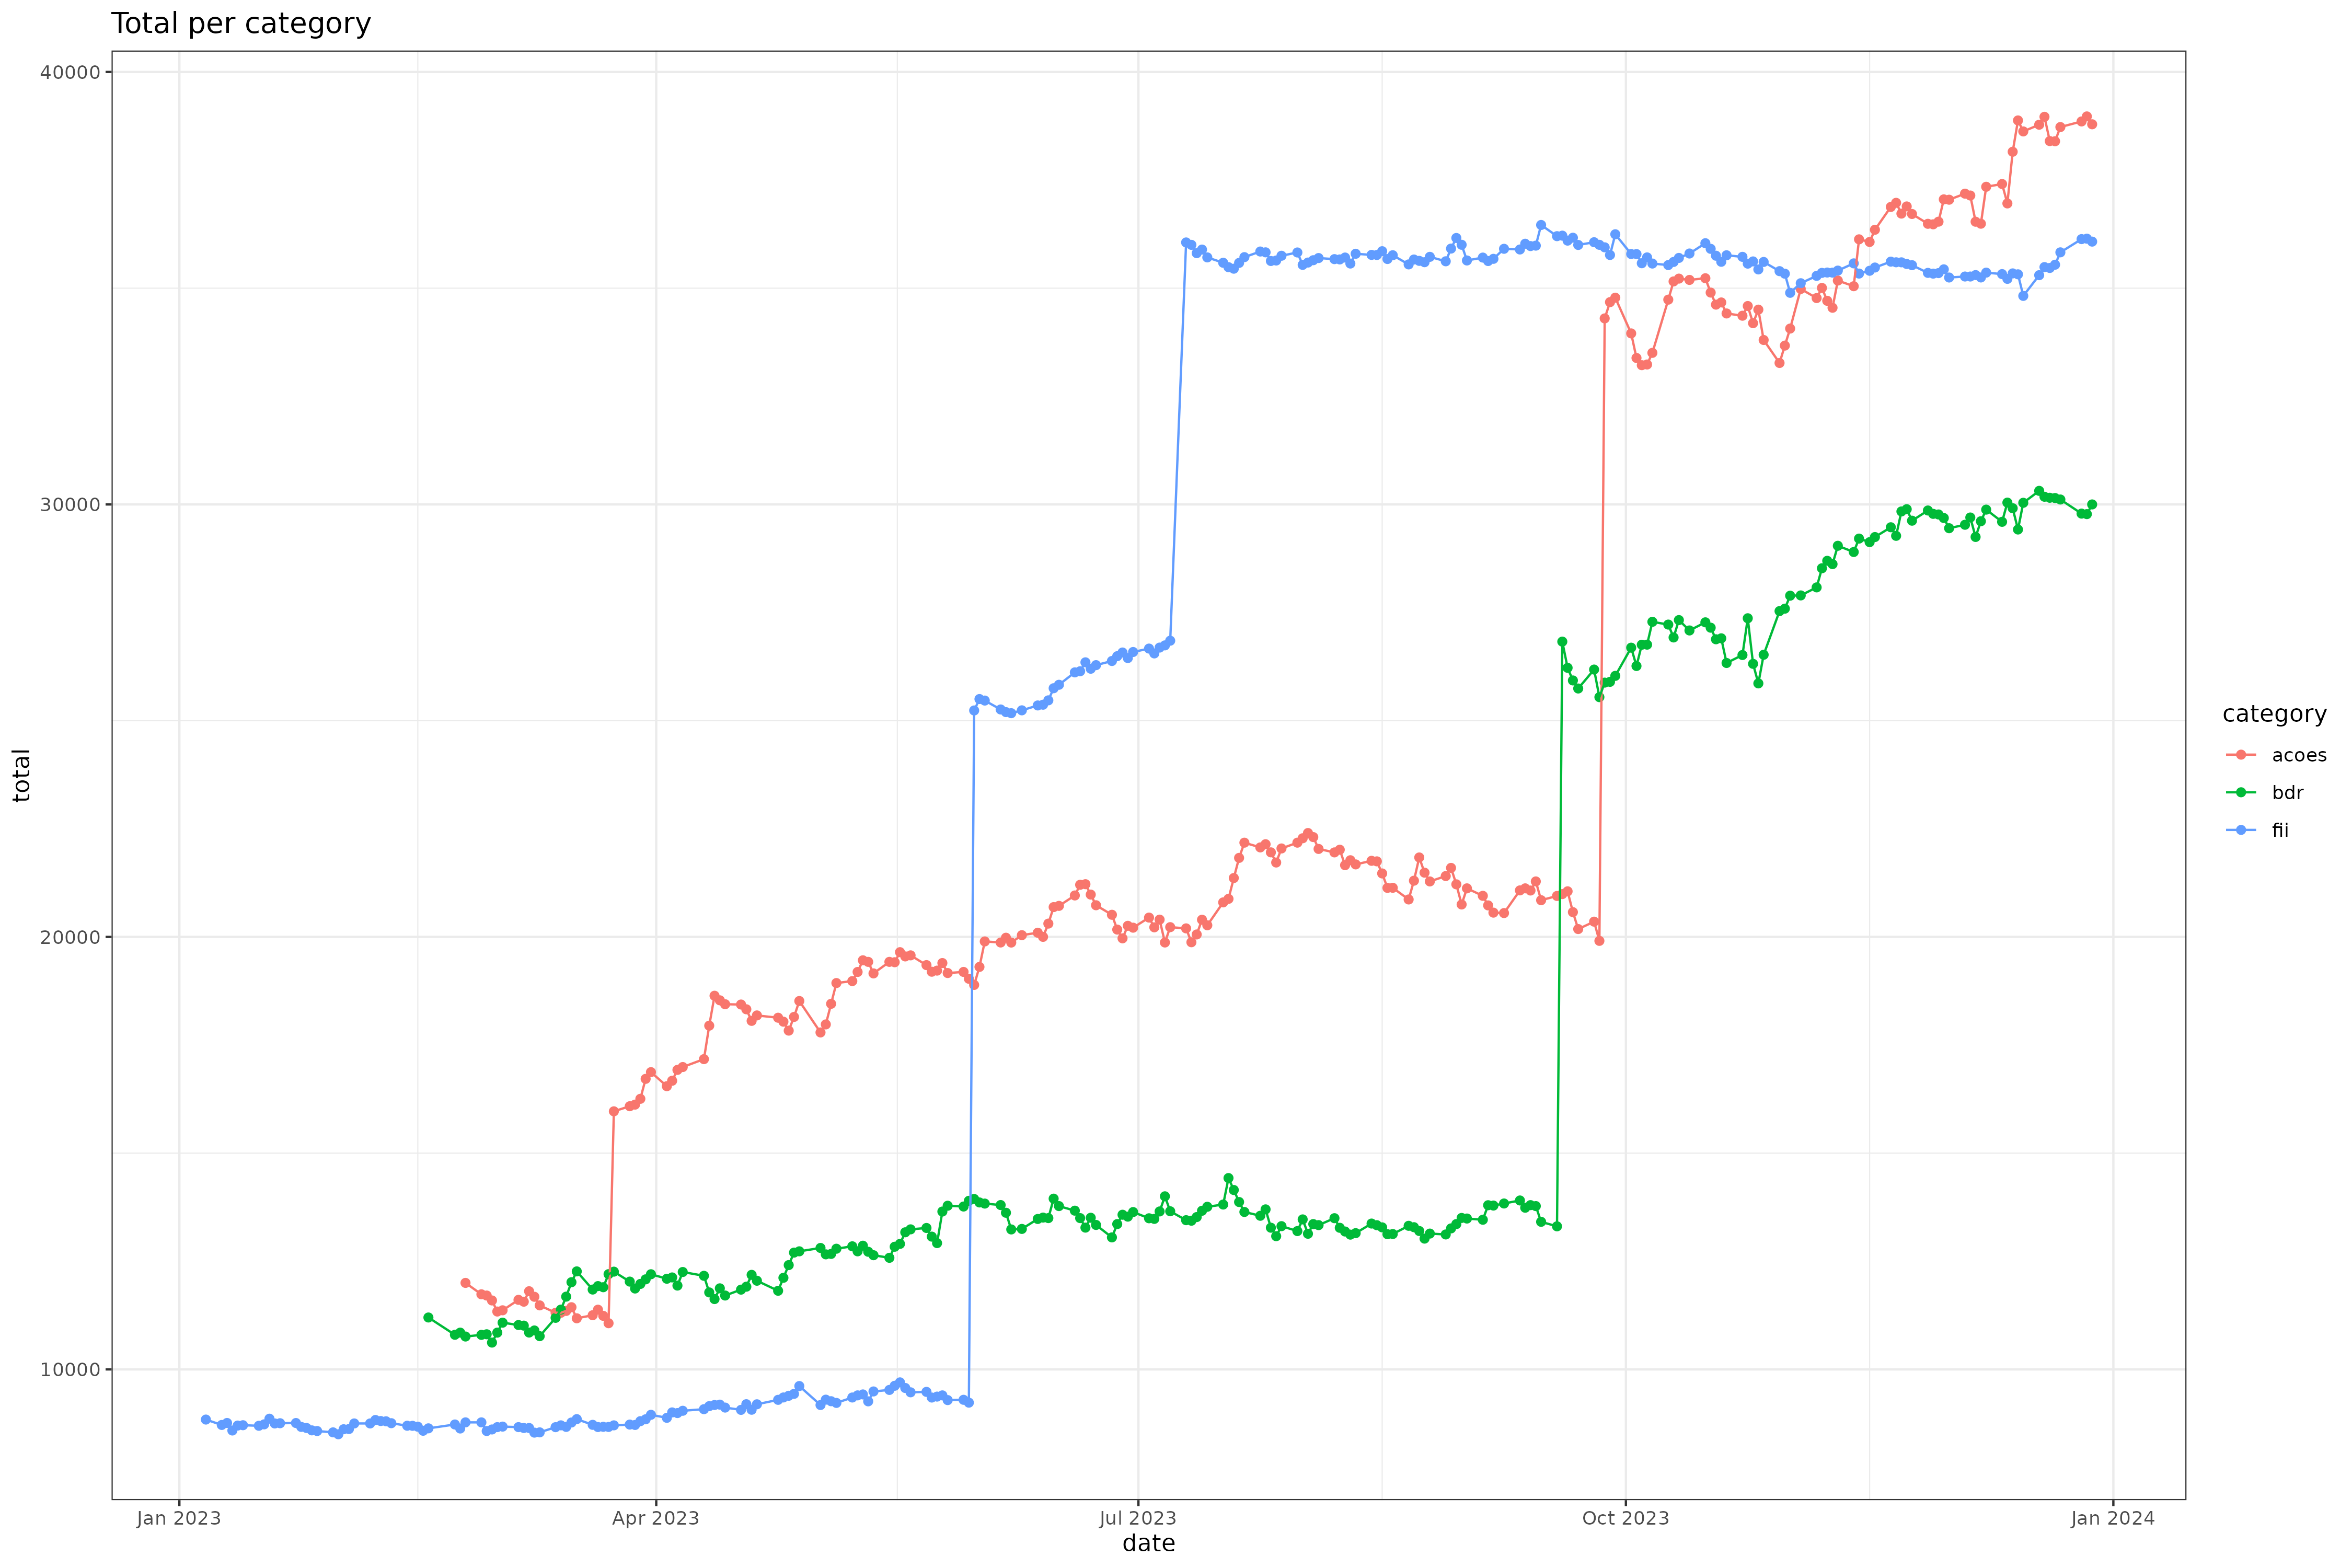 Total per category
40000
30000
20000
10000
total
Jan 2023
Apr 2023
Jul 2023
Oct 2023
Jan 2024
date
category
acoes
bdr
fii